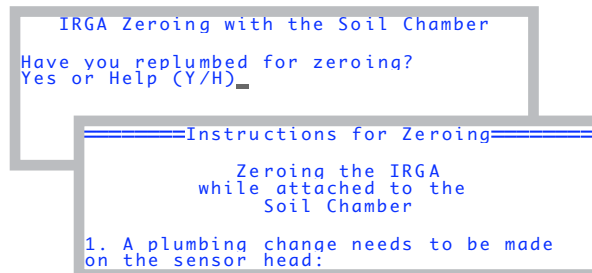 IRGA Zeroing with the Soil Chamber
Have you replumbed for zeroing?
Yes or Help (Y/H)_
Instructions for Zeroing
Zeroing the IRGA
while attached to the
Soil Chamber
1. A plumbing change needs to be made
on the sensor head: